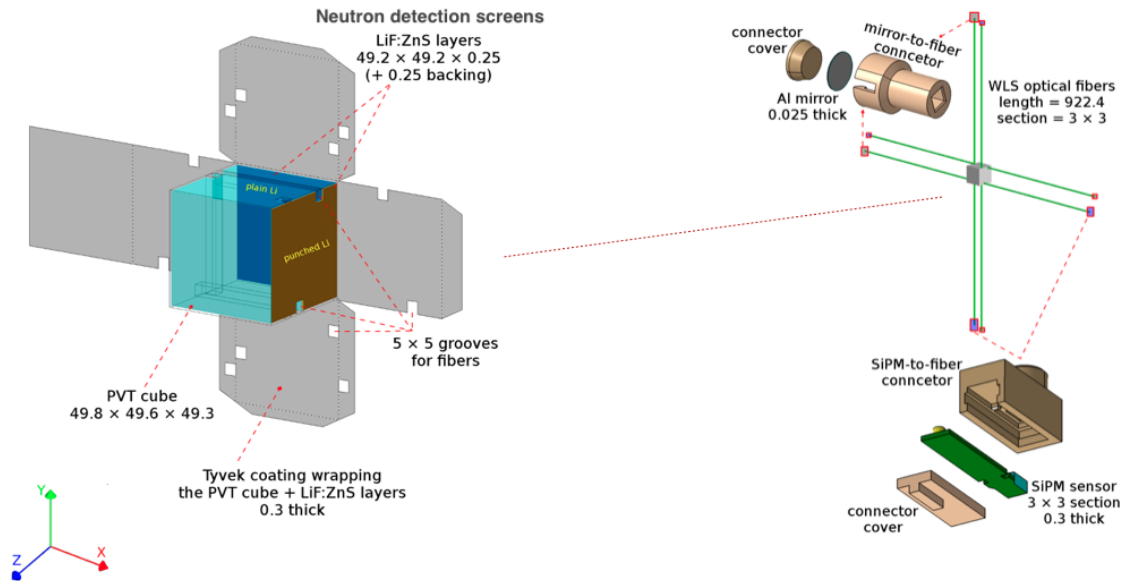 Neutron detection screens
LiF:ZnS layers
49.2 × 49.2 × 0.25
(+ 0.25 backing)
plain Li
punched Li
5 × 5 grooves
for fibers
PVT cube
49.8 × 49.6 × 49.3
Tyvek coating wrapping
the PVT cube + LiF:ZnS layers
0.3 thick
Y
X
Z
connector
cover
mirror-to-fiber
conncetor
Al mirror
0.025 thick
WLS optical fibers
length = 922.4
section = 3 × 3
SiPM-to-fiber
conncetor
SiPM sensor
3 × 3 section
0.3 thick
connector
cover